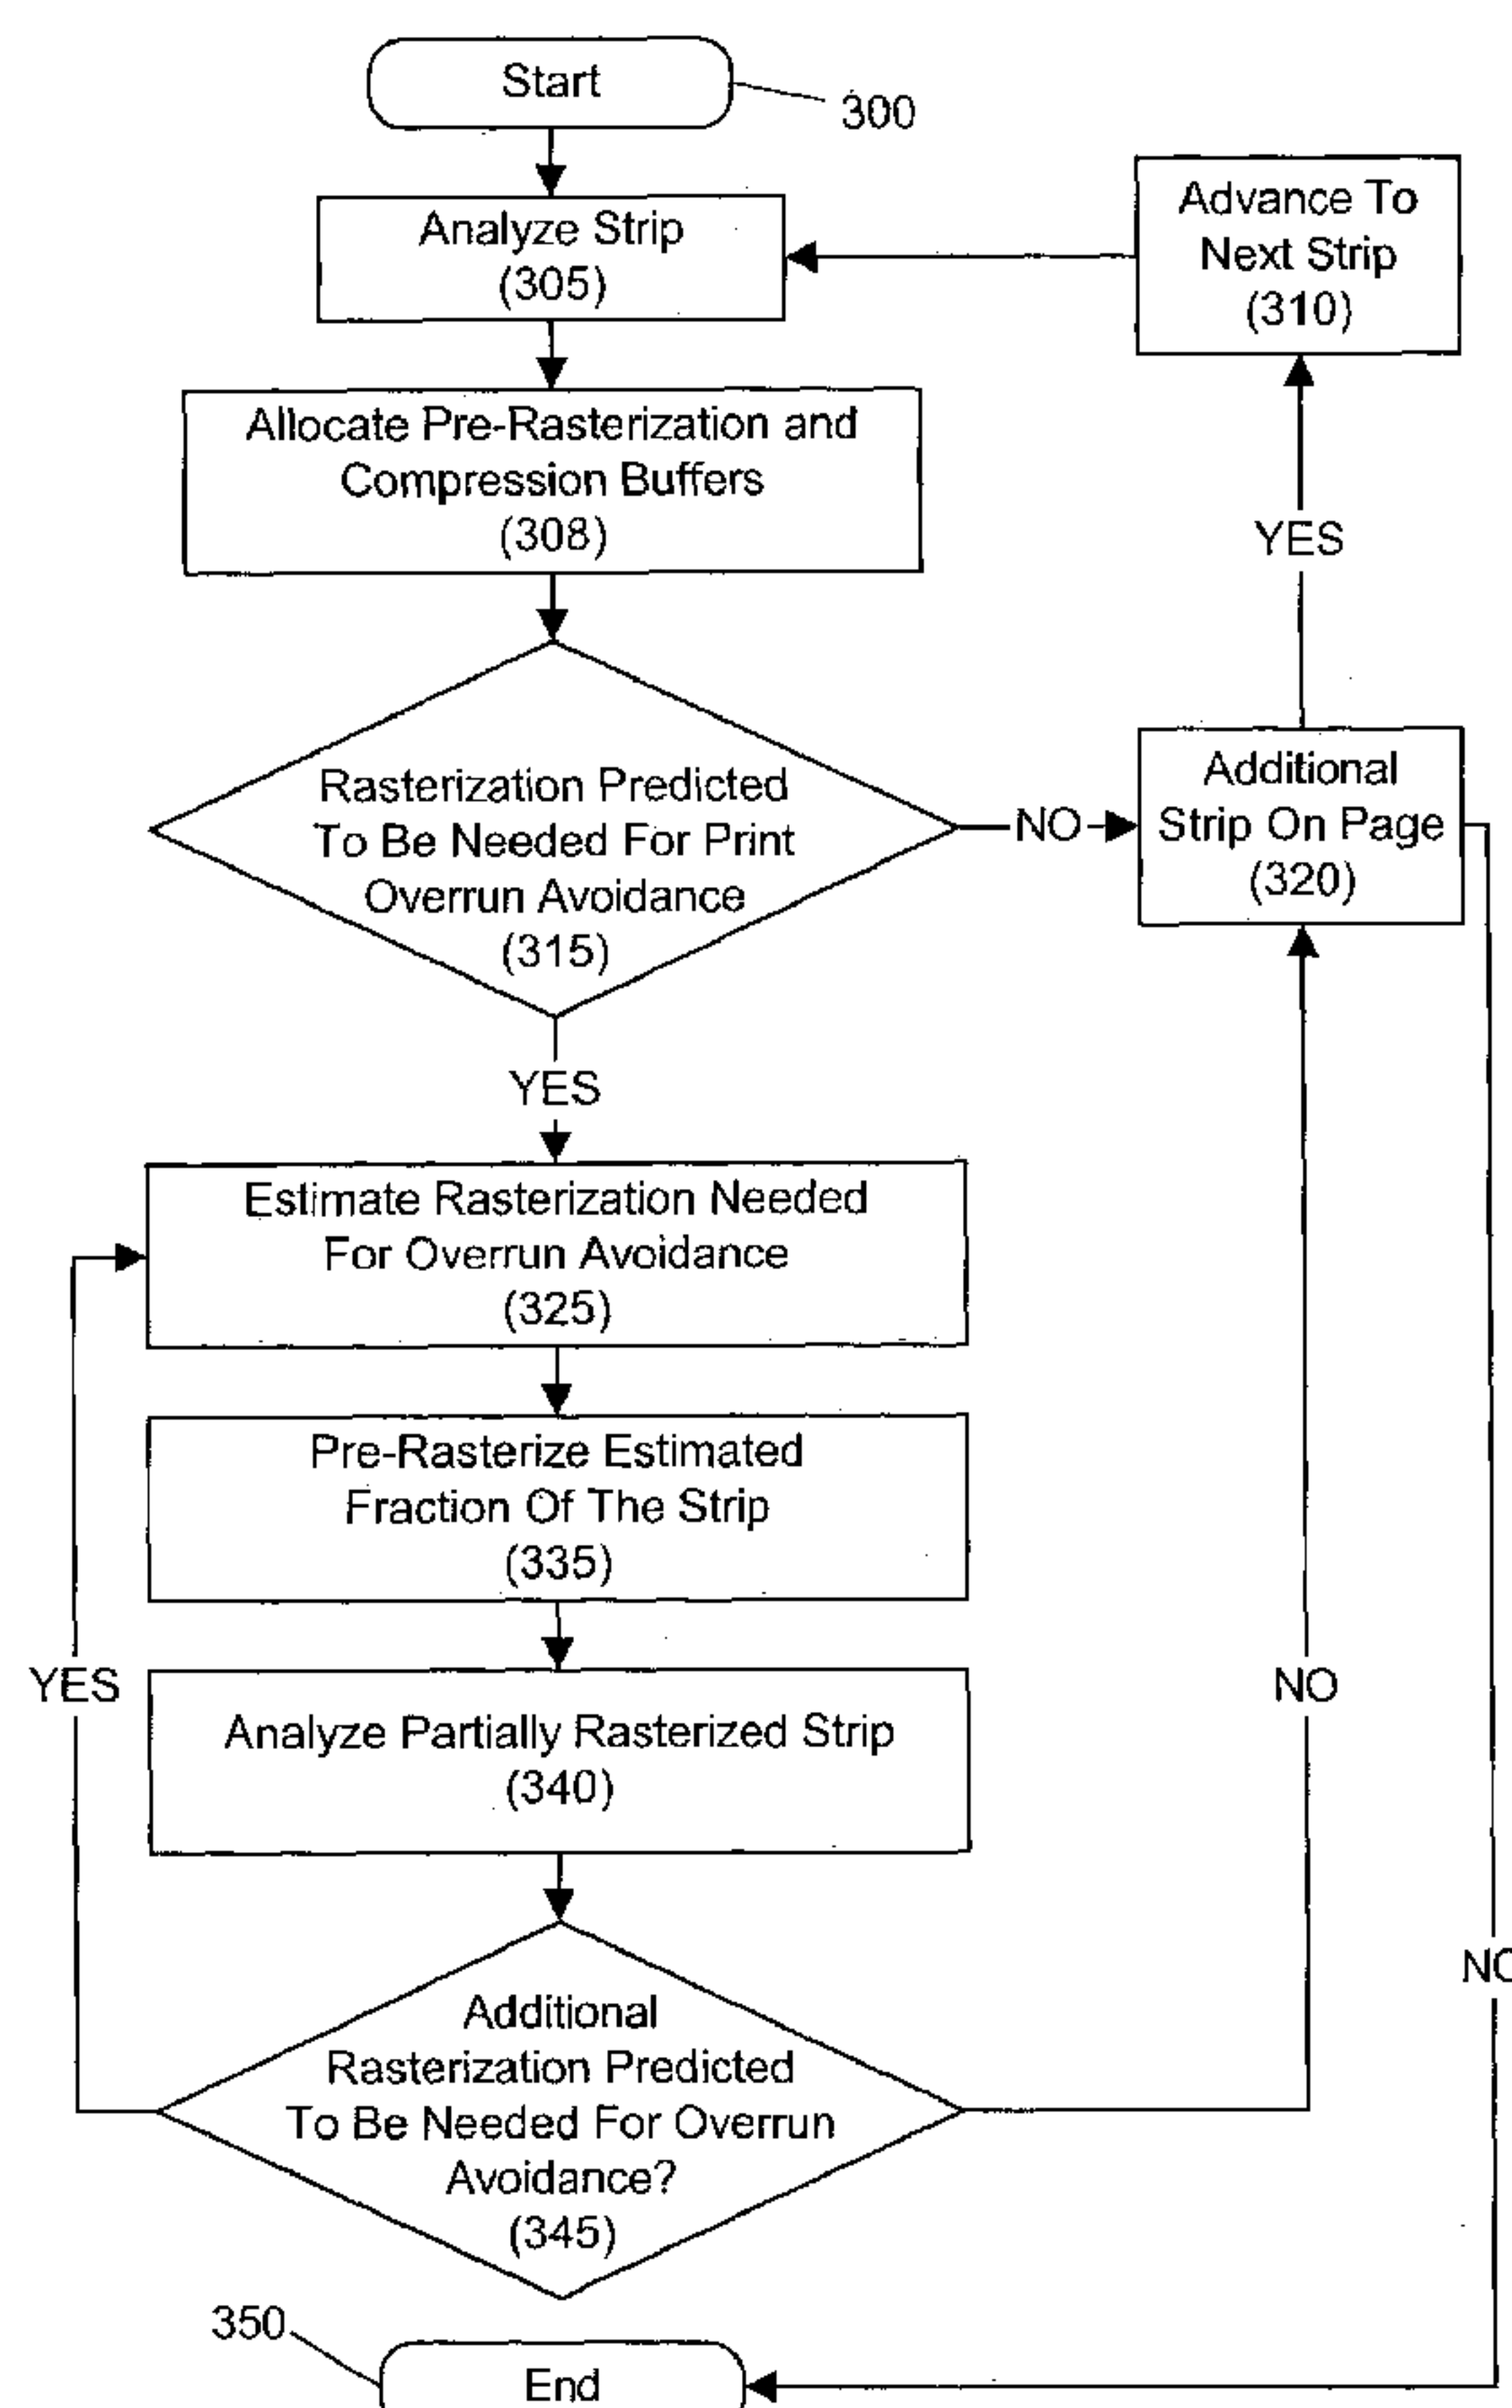 Start
300
Analyze Strip
(305)
Advance To
Next Strip
(310)
Allocate Pre-Rasterization and
Compression Buffers
(308)
YES
Rasterization Predicted
To Be Needed For Print
Overrun Avoidance
(315)
NO
Additional
Strip On Page
(320)
YES
Estimate Rasterization Needed
For Overrun Avoidance
(325)
Pre-Rasterize Estimated
Fraction Of The Strip
(335)
YES
Analyze Partially Rasterized Strip
(340)
NO
NO
Additional
Rasterization Predicted
To Be Needed For Overrun
Avoidance?
(345)
350
End